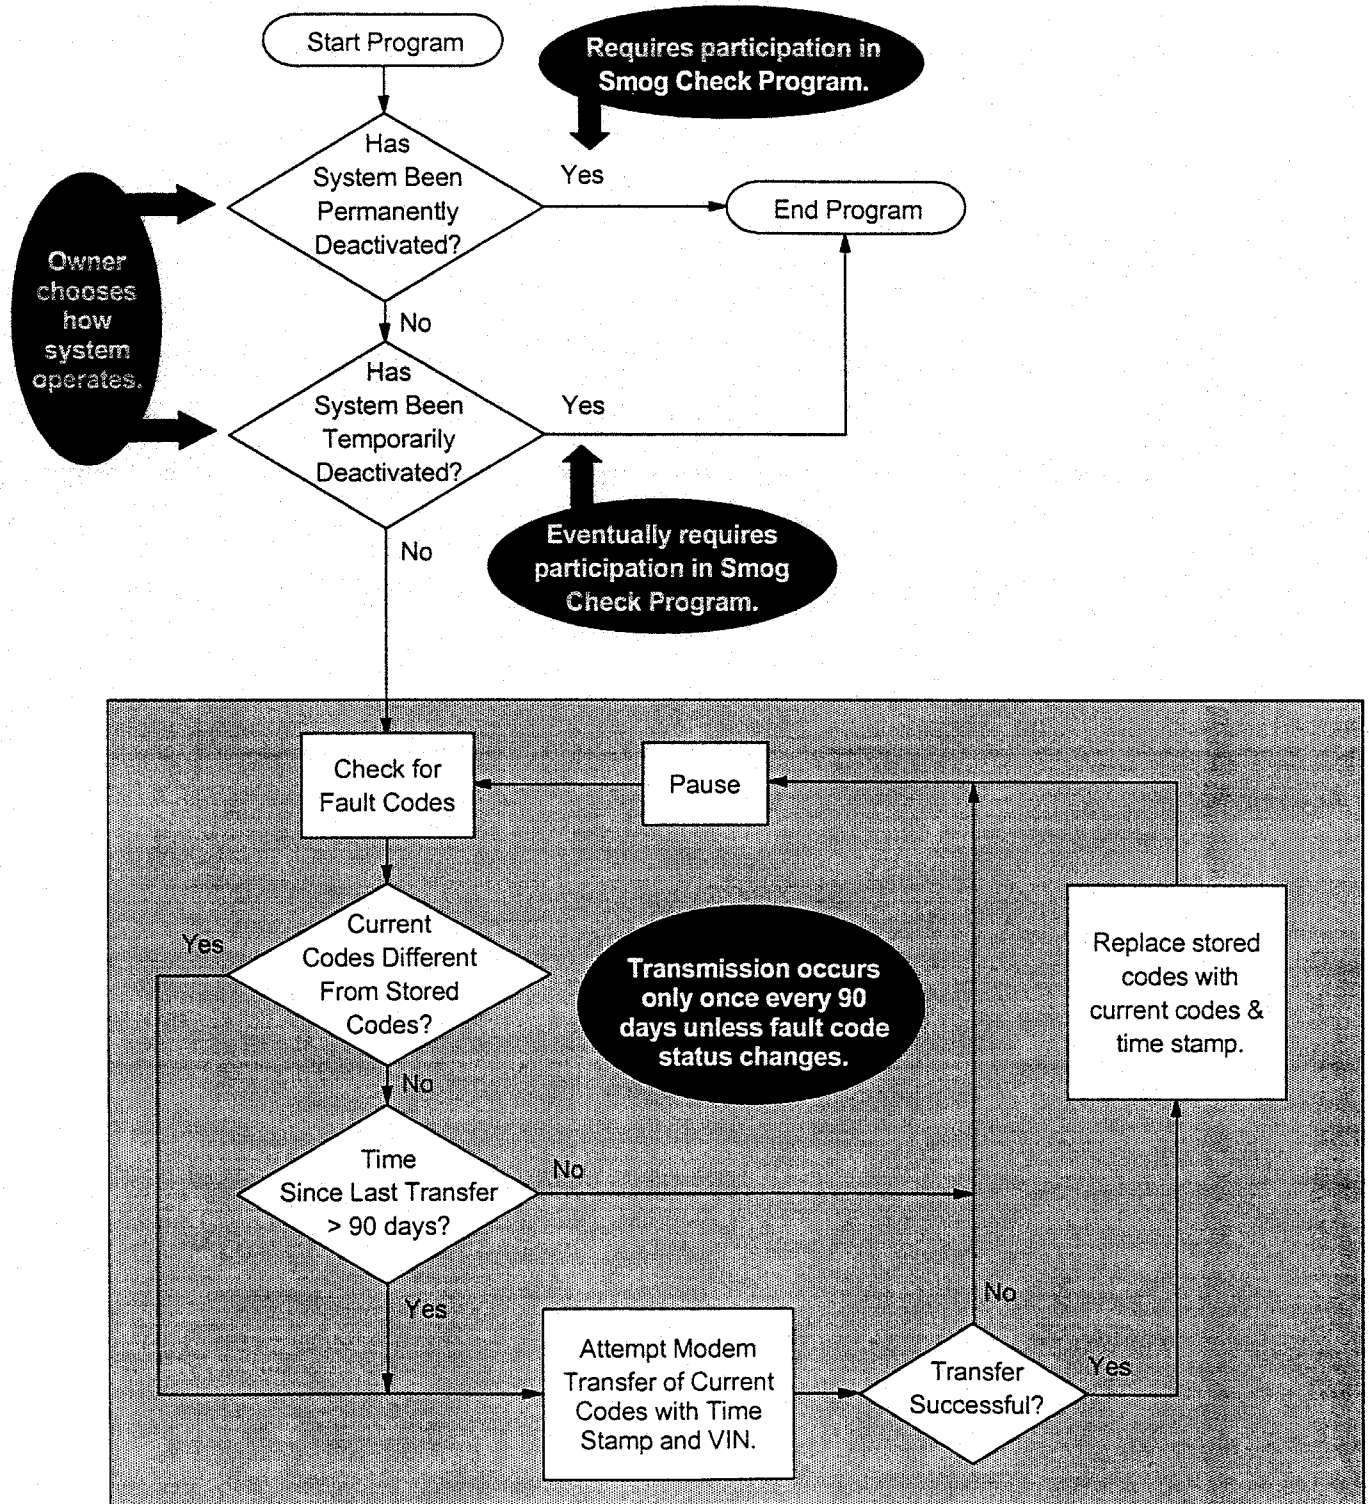 Start Program
Requires participation in
Smog Check Program.
Has
System Been
Permanently
Deactivated?
Yes
End Program
Owner
chooses
how
system
operates.
No
Has
System Been
Temporarily
Deactivated?
Yes
No
Eventually requires
participation in Smog
Check Program.
Check for
Fault Codes
Pause
Current
Codes Different
From Stored
Codes?
Yes
Transmission occurs
only once every 90
days unless fault code
status changes.
Replace stored
codes with
current codes &
time stamp.
No
Time
Since Last Transfer
> 90 days?
No
Yes
Attempt Modem
Transfer of Current
Codes with Time
Stamp and VIN.
No
Transfer
Successful?
Yes